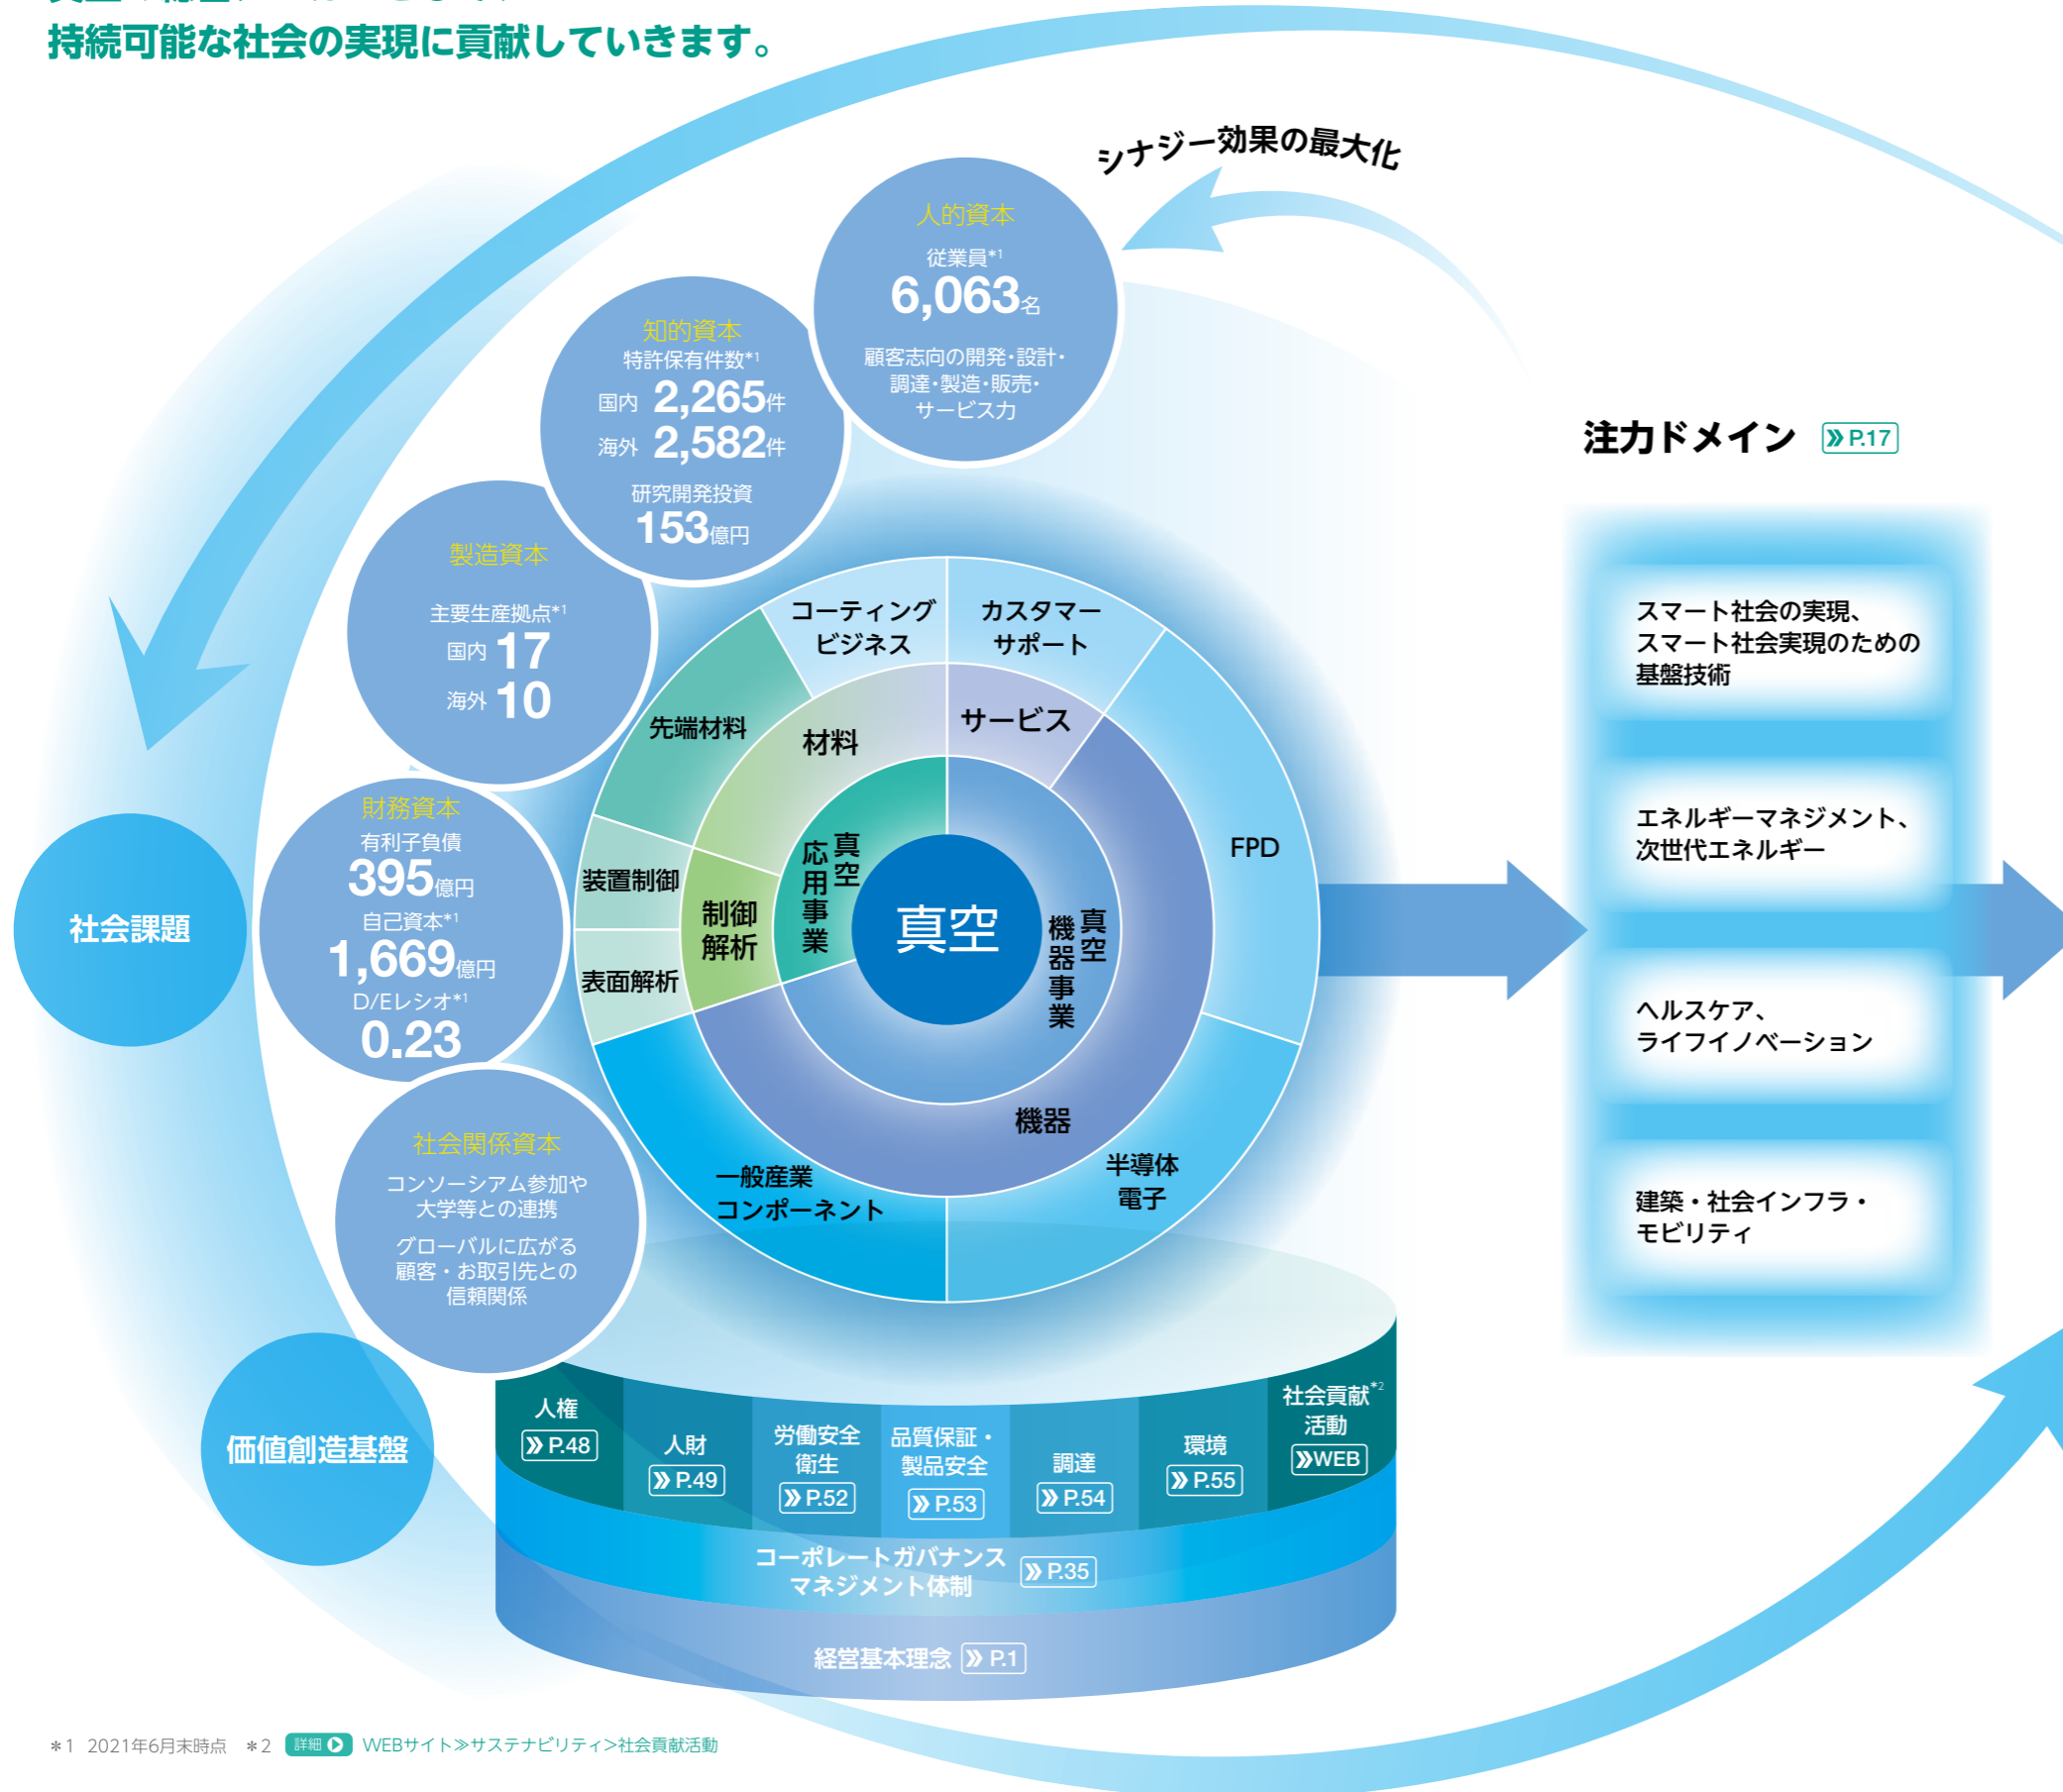 持続可能な社会の実現に貢献していきます。
シナジー効果の最大化
人的資本
従業員*1
6,063名
顧客志向の開発・設計・
調達・製造・販売・
サービス力
知的資本
特許保有件数*1
国内 2,265件
海外 2,582件
研究開発投資
153億円
製造資本
主要生産拠点*1
国内 17
海外 10
財務資本
有利子負債
395億円
自己資本*1
1,669億円
D/Eレシオ*1
0.23
社会関係資本
コンソーシアム参加や
大学等との連携
グローバルに広がる
顧客・お取引先との
信頼関係
社会課題
価値創造基盤
コーティング
ビジネス
カスタマー
サポート
先端材料
材料
サービス
FPD
装置制御
制御
解析
表面解析
真空
応用事業
真空
真空
機器事業
機器
一般産業
コンポーネント
半導体
電子
注力ドメイン ≫ P.17
スマート社会の実現、
スマート社会実現のための
基盤技術
エネルギーマネジメント、
次世代エネルギー
ヘルスケア、
ライフイノベーション
建築・社会インフラ・
モビリティ
人権
≫ P.48
人財
≫ P.49
労働安全
衛生
≫ P.52
品質保証・
製品安全
≫ P.53
調達
≫ P.54
環境
≫ P.55
社会貢献*2
活動
≫WEB
コーポレートガバナンス
マネジメント体制
≫ P.35
経営基本理念 ≫ P.1
*1 2021年6月末時点 *2 詳細 WEBサイト≫サステナビリティ>社会貢献活動